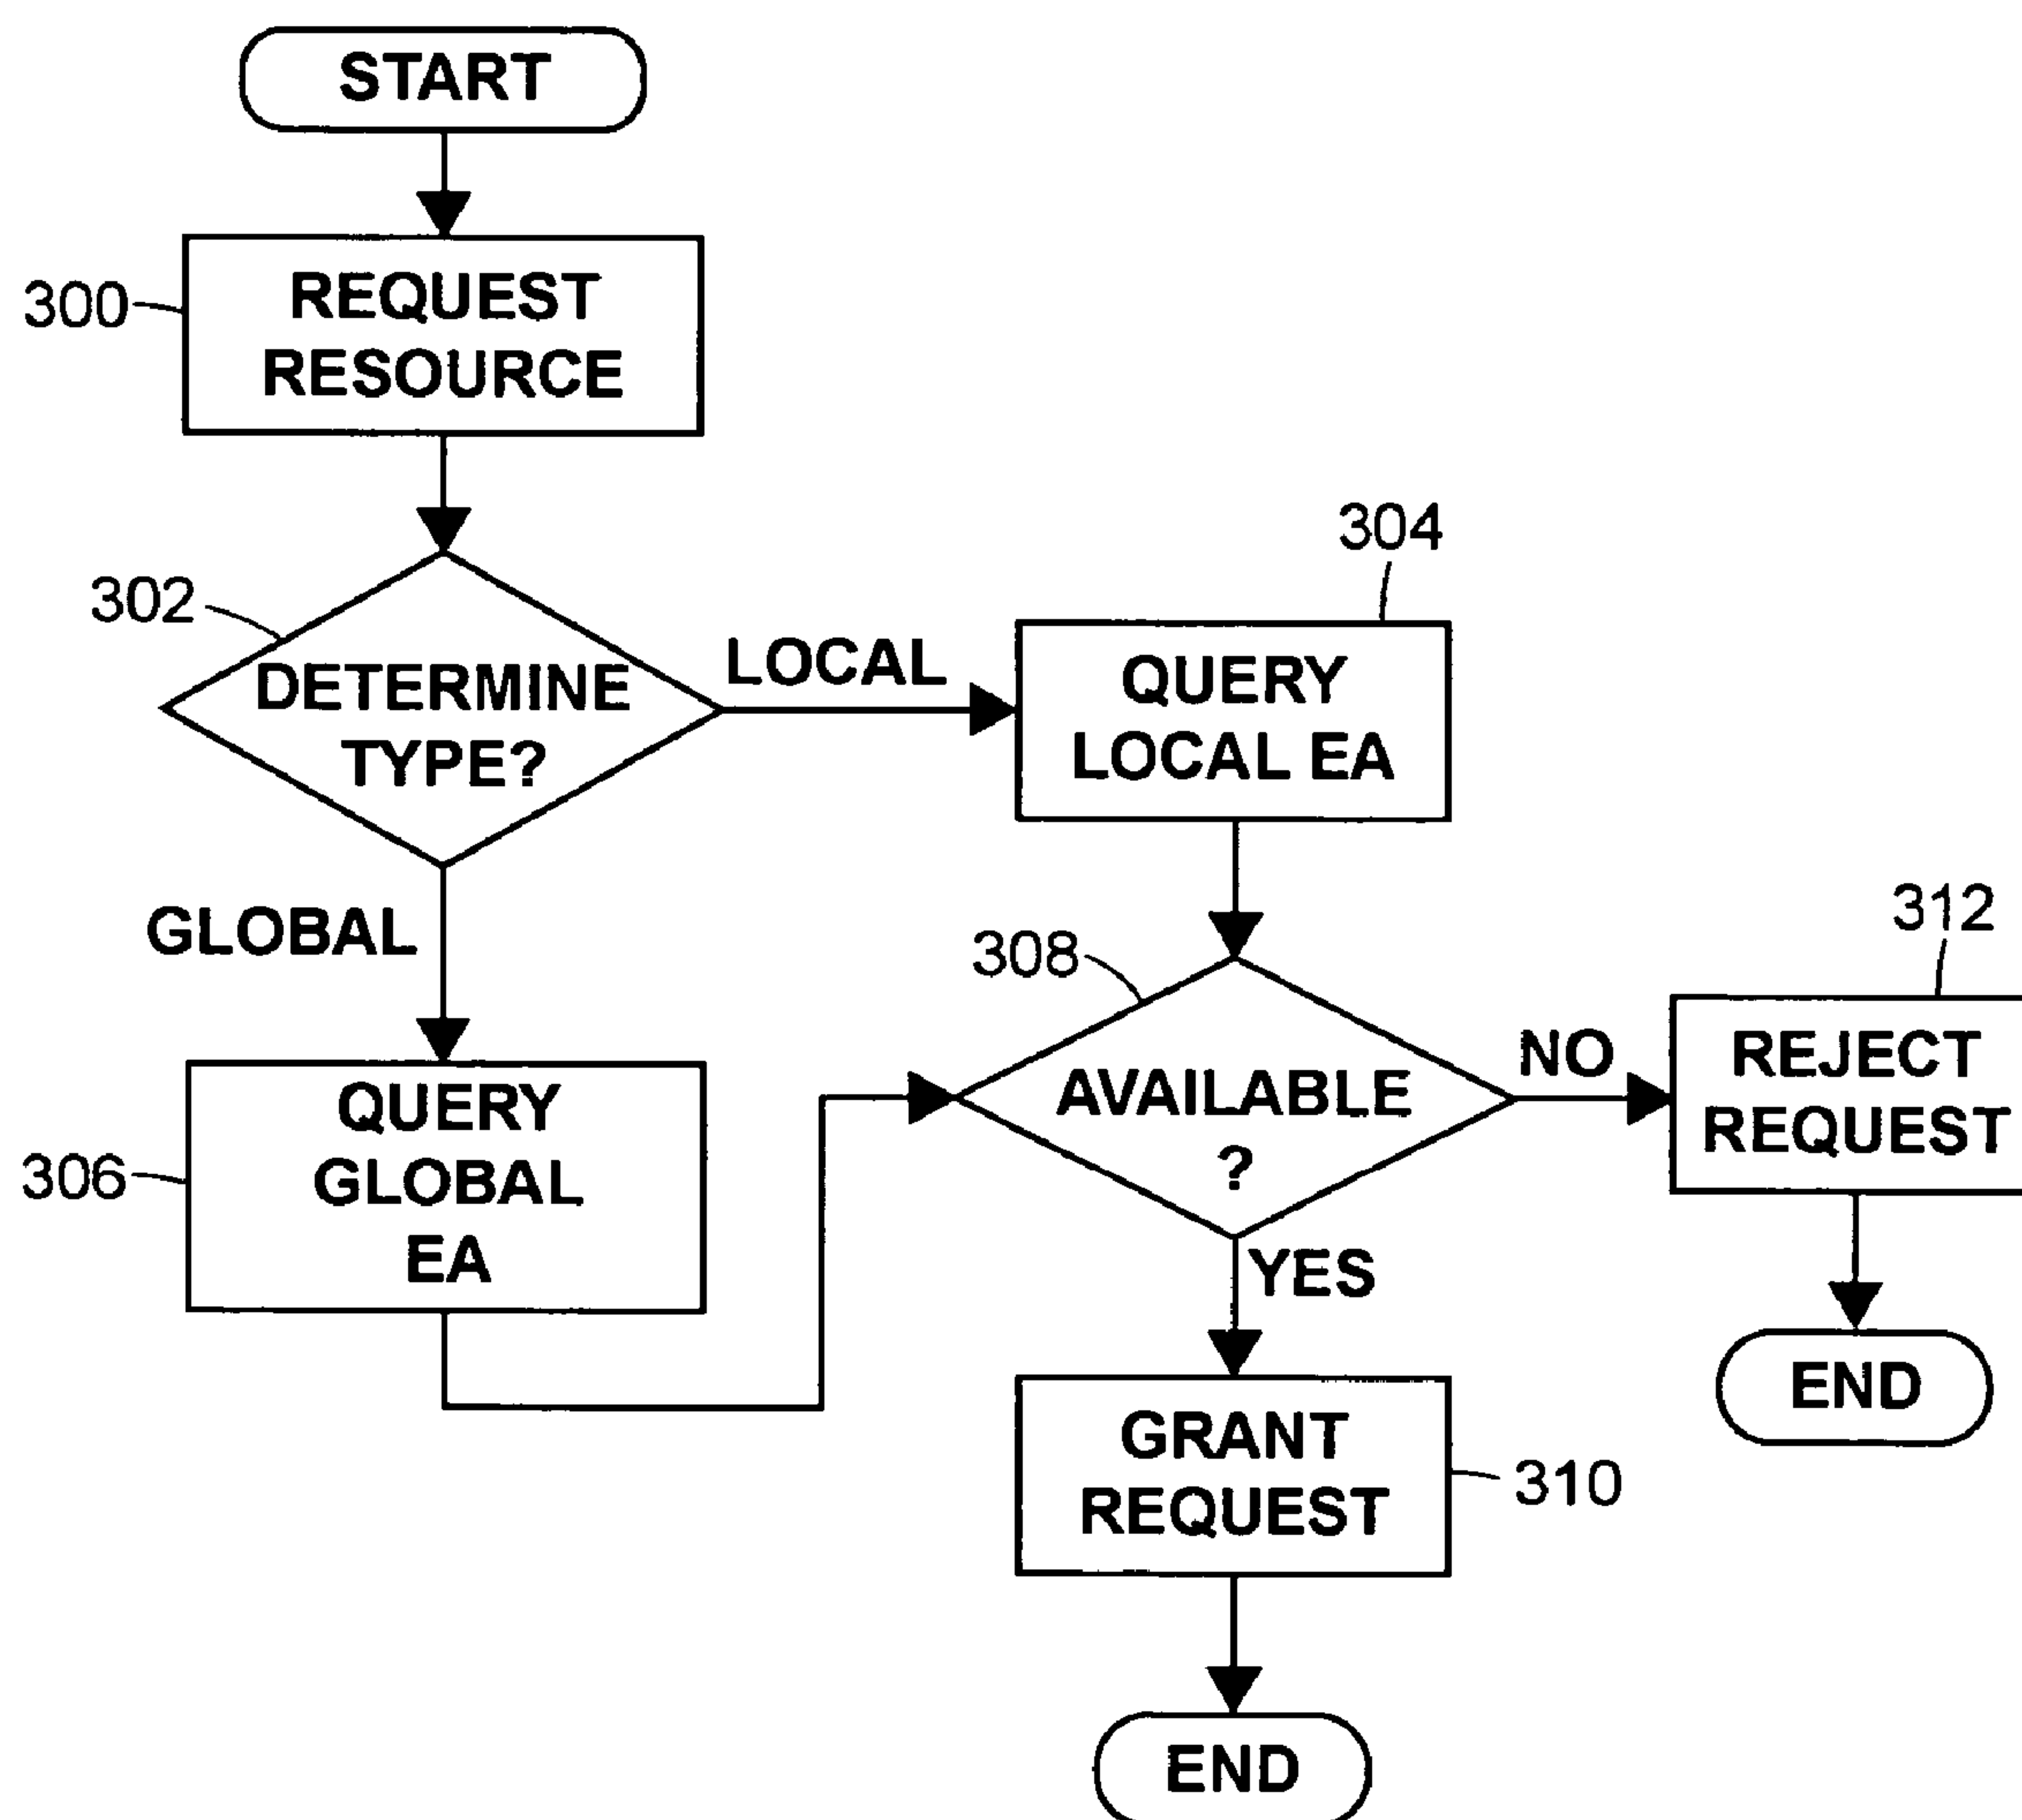 START
300
REQUEST
RESOURCE
302
DETERMINE
TYPE?
LOCAL
304
QUERY
LOCAL EA
GLOBAL
306
QUERY
GLOBAL
EA
308
AVAILABLE
?
NO
312
REJECT
REQUEST
END
YES
GRANT
REQUEST
310
END